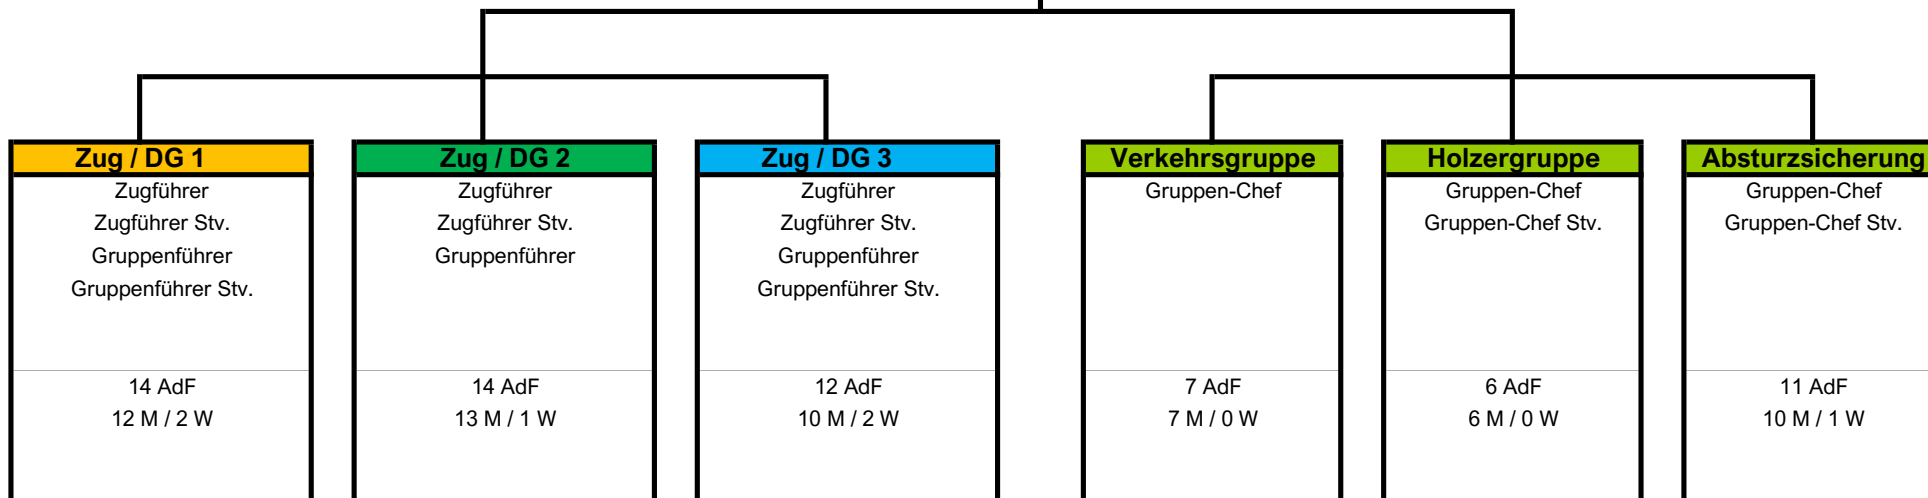 Zug / DG 1
Zugführer
Zugführer Stv.
Gruppenführer
Gruppenführer Stv.
14 AdF
12 M / 2 W
Zug / DG 2
Zugführer
Zugführer Stv.
Gruppenführer
14 AdF
13 M / 1 W
Zug / DG 3
Zugführer
Zugführer Stv.
Gruppenführer
Gruppenführer Stv.
12 AdF
10 M / 2 W
Verkehrsgruppe
Gruppen-Chef
7 AdF
7 M / 0 W
Holzergruppe
Gruppen-Chef
Gruppen-Chef Stv.
6 AdF
6 M / 0 W
Absturzsicherung
Gruppen-Chef
Gruppen-Chef Stv.
11 AdF
10 M / 1 W